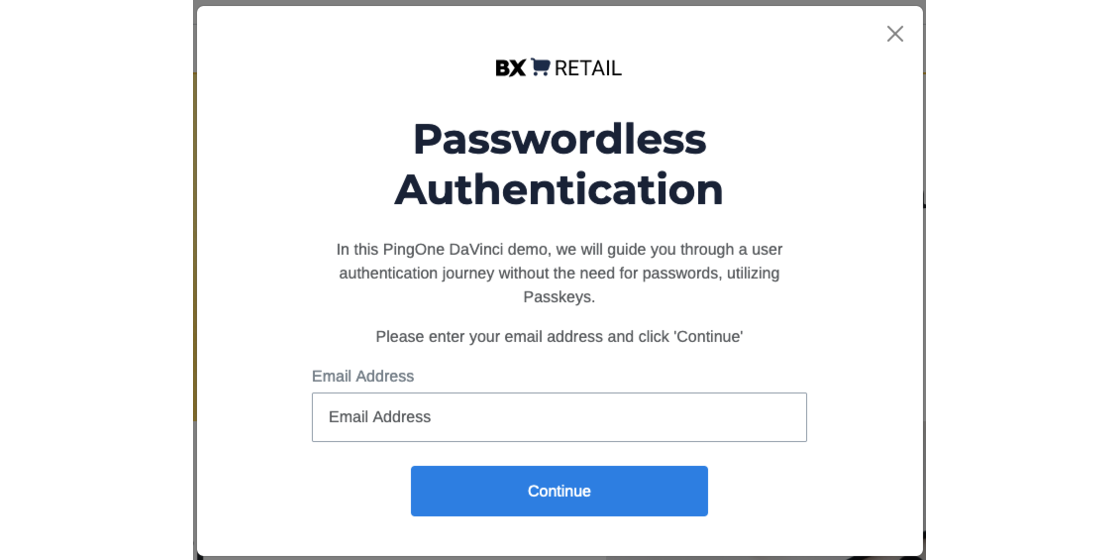 BX RETAIL
Passwordless
Authentication
In this PingOne DaVinci demo, we will guide you through a user
authentication journey without the need for passwords, utilizing
Passkeys.
Please enter your email address and click 'Continue'
Email Address
Email Address
Continue